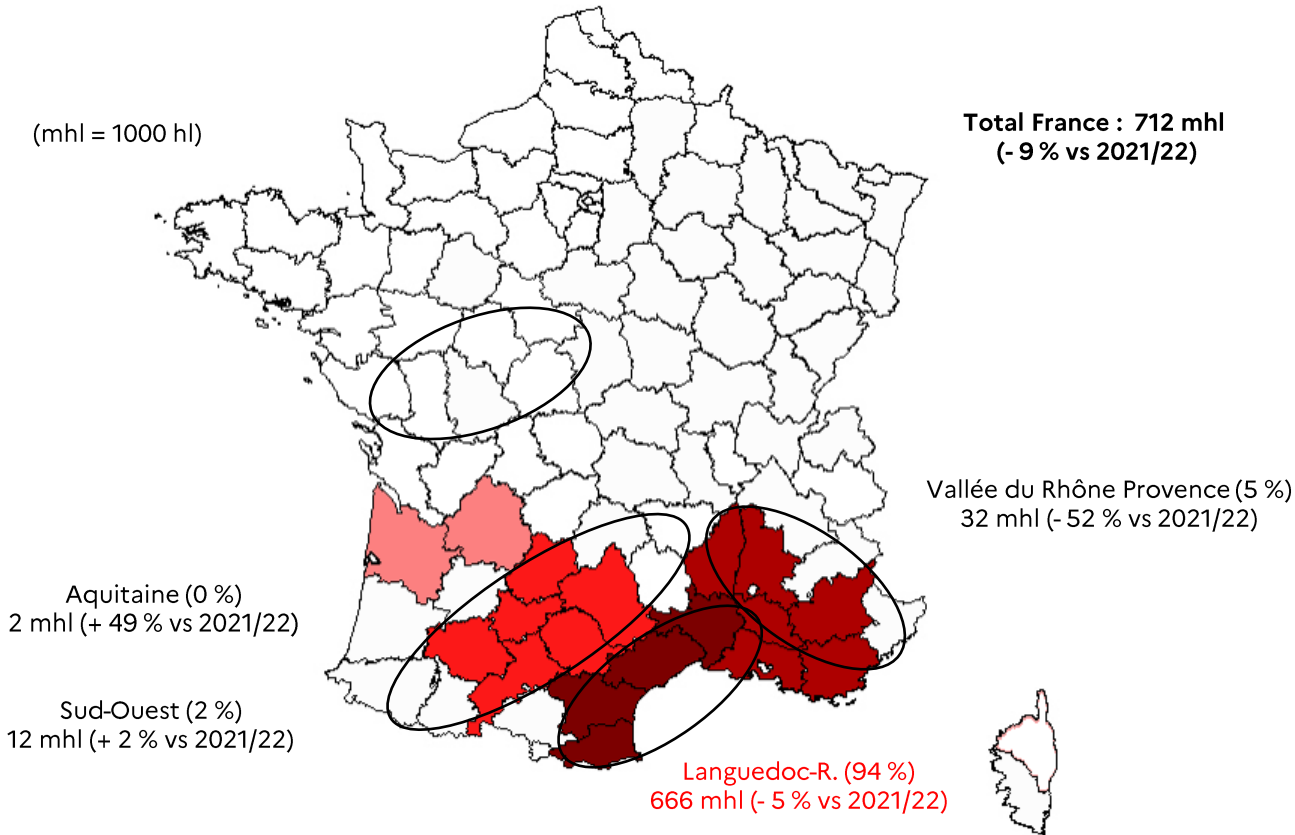 (mhl = 1000 hl)
Total France : 712 mhl
(- 9 % vs 2021/22)
Vallée du Rhône Provence (5 %)
32 mhl (- 52 % vs 2021/22)
Aquitaine (0 %)
2 mhl (+ 49 % vs 2021/22)
Sud-Ouest (2 %)
12 mhl (+ 2 % vs 2021/22)
Languedoc-R. (94 %)
666 mhl (- 5 % vs 2021/22)